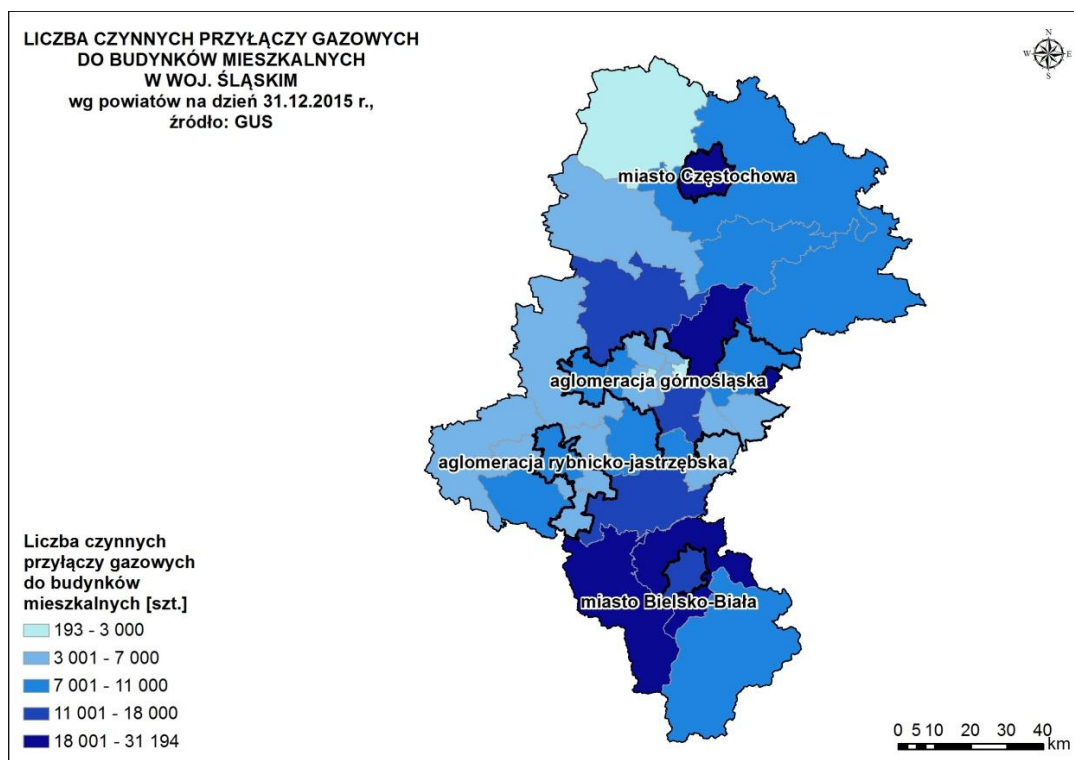 LICZBA CZYNNYCH PRZYŁĄCZY GAZOWYCH
DO BUDYNKÓW MIESZKALNYCH
W WOJ. ŚLĄSKIM
wg powiatów na dzień 31.12.2015 r.,
źródło: GUS
N
W E
S
miasto Częstochowa
aglomeracja górnośląska
aglomeracja rybnicko-jastrzębska
miasto Bielsko-Biała
Liczba czynnych
przyłączy gazowych
do budynków
mieszkalnych [szt.]
193 - 3 000
3 001 - 7 000
7 001 - 11 000
11 001 - 18 000
18 001 - 31 194
0 5 10 20 30 40
km